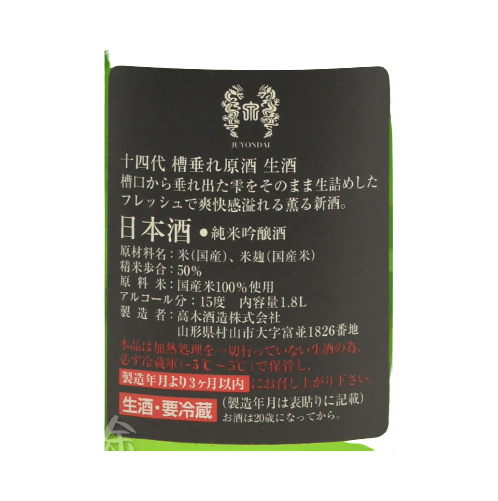 JUYONDAI
十四代 槽垂れ原酒 生酒
槽口から垂れ出た雫をそのまま生詰めした
フレッシュで爽快感溢れる薫る新酒。
日本酒 ●純米吟醸酒
原材料名：米（国産）、米麹（国産米）
精米歩合：50%
原料米：国産米100%使用
アルコール分：15度 内容量1.8L
製造者：高木酒造株式会社
山形県村山市大字富並1826番地
本品は加熱処理を一切行っていない生酒の為、
必ず冷蔵庫（-5℃～5℃）で保管し、
製造年月より3ヶ月以内にお召し上がり下さい。
生酒・要冷蔵（製造年月は表貼りに記載）
お酒は20歳になってから。